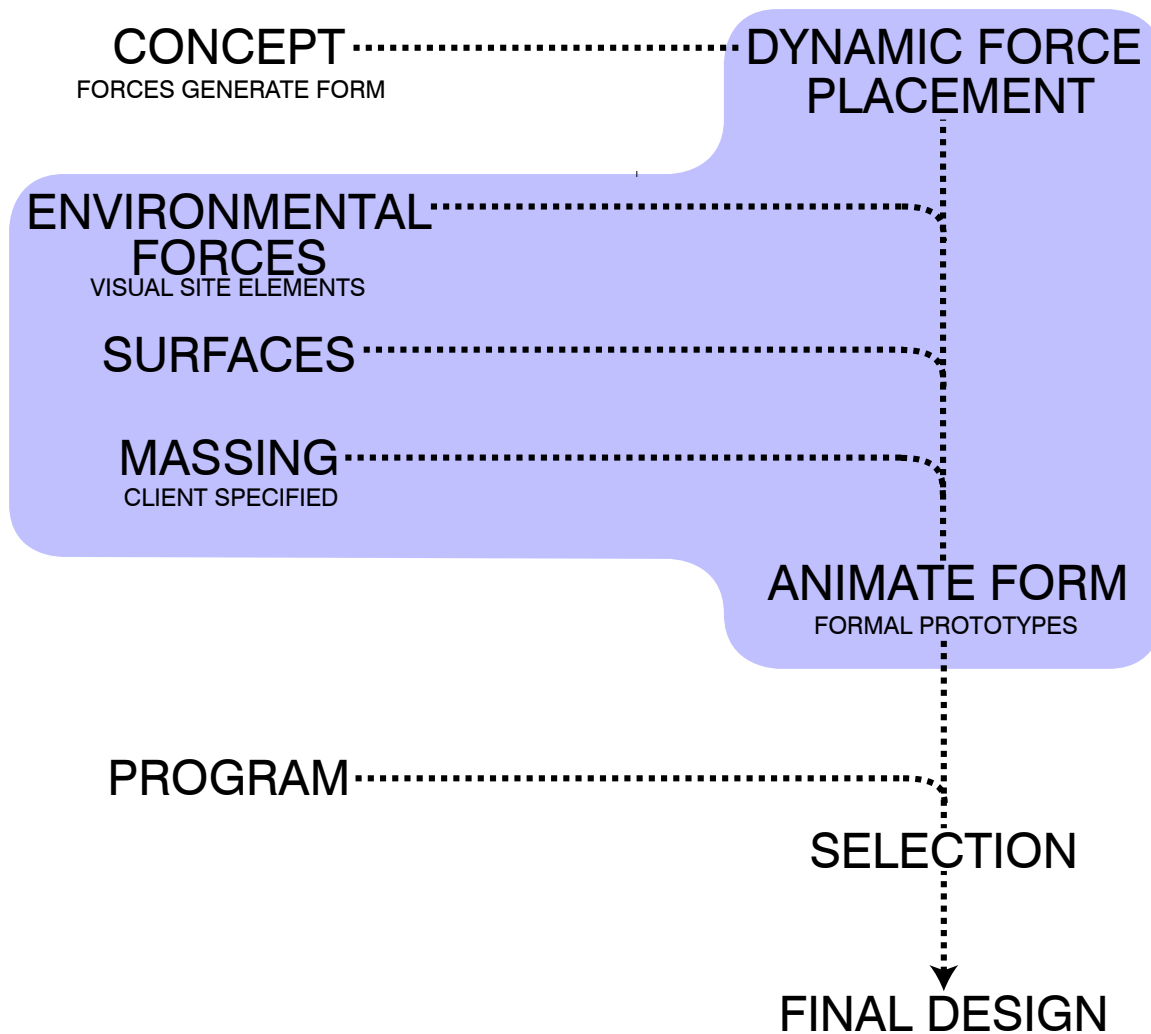 CONCEPT
FORCES GENERATE FORM
DYNAMIC FORCE
PLACEMENT
ENVIRONMENTAL
FORCES
VISUAL SITE ELEMENTS
SURFACES
MASSING
CLIENT SPECIFIED
ANIMATE FORM
FORMAL PROTOTYPES
PROGRAM
SELECTION
FINAL DESIGN